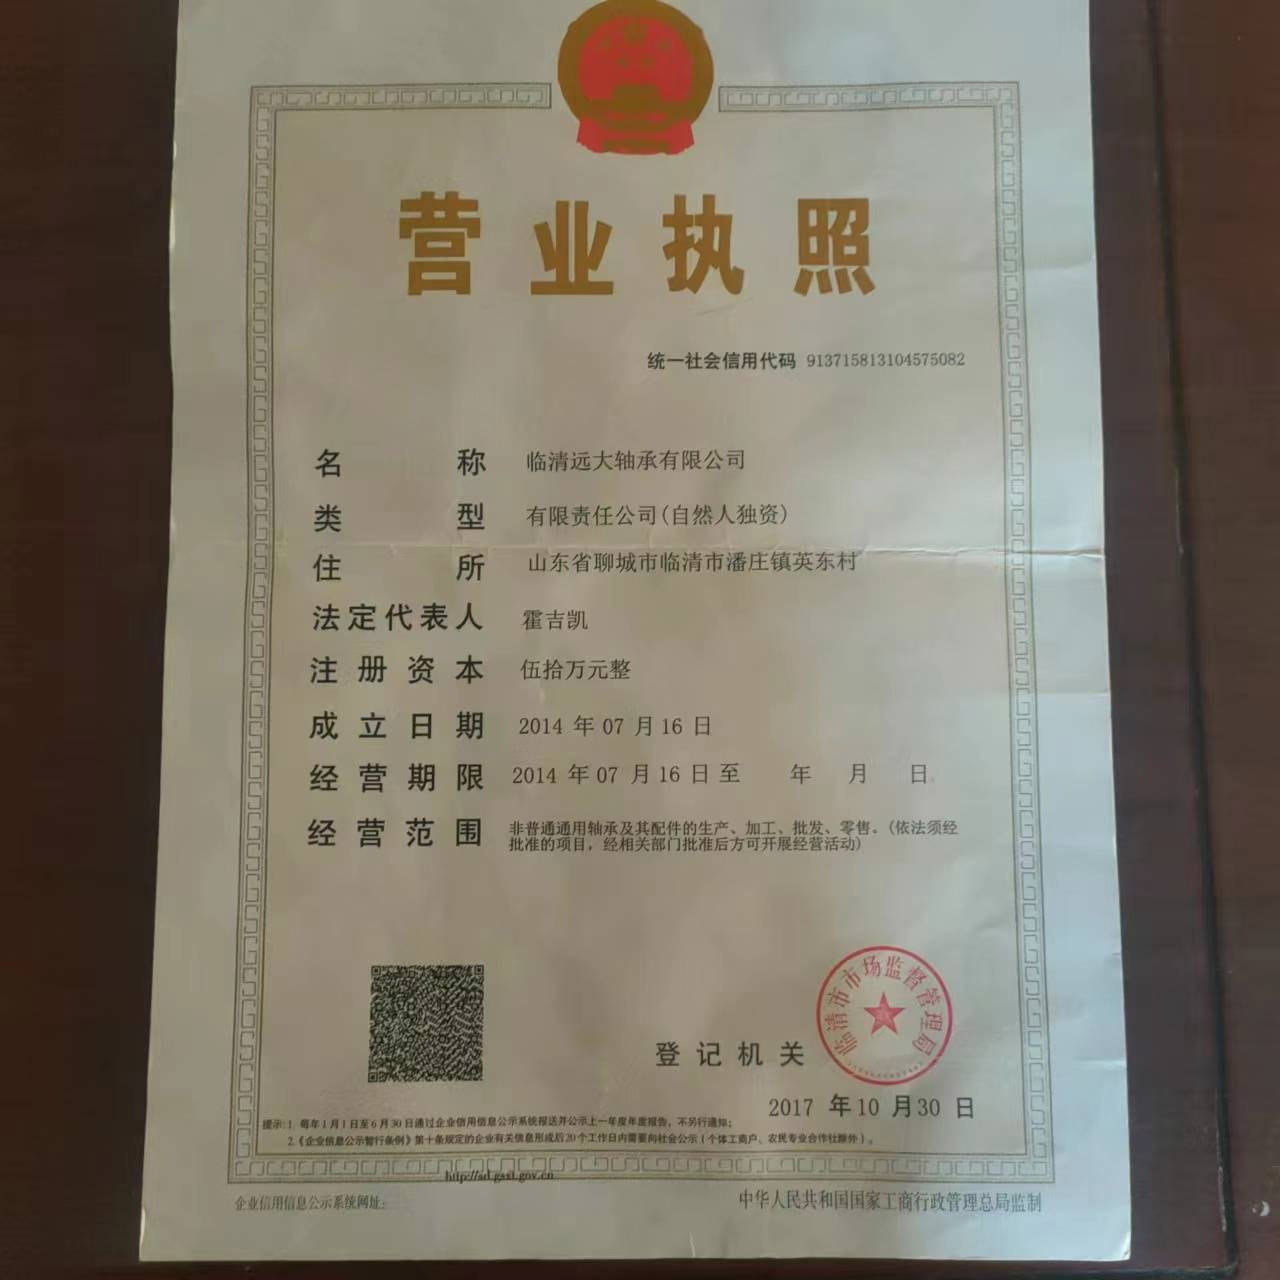 营业执照
统一社会信用代码 913715813104575082
名称 临清远大轴承有限公司
类型 有限责任公司(自然人独资)
住所 山东省聊城市临清市潘庄镇英东村
法定代表人 霍吉凯
注册资本 伍拾万元整
成立日期 2014 年 07 月 16 日
经营期限 2014 年 07 月 16 日 至 年 月 日
经营范围 非普通通用轴承及其配件的生产、加工、批发、零售。(依法须经
批准的项目，经相关部门批准后方可开展经营活动)
临清市市场监督管理局
登记机关
2017 年 10 月 30 日
提示:1. 每年1月1日至6月30日通过企业信用信息公示系统报送并公示上一年度年度报告，不另行通知；
2.《企业信息公示暂行条例》第十条规定的企业有关信息形成后20个工作日内需要向社会公示（个体工商户、农民专业合作社除外）。
http://sd.gsxt.gov.cn
企业信用信息公示系统网址：
中华人民共和国国家工商行政管理总局监制